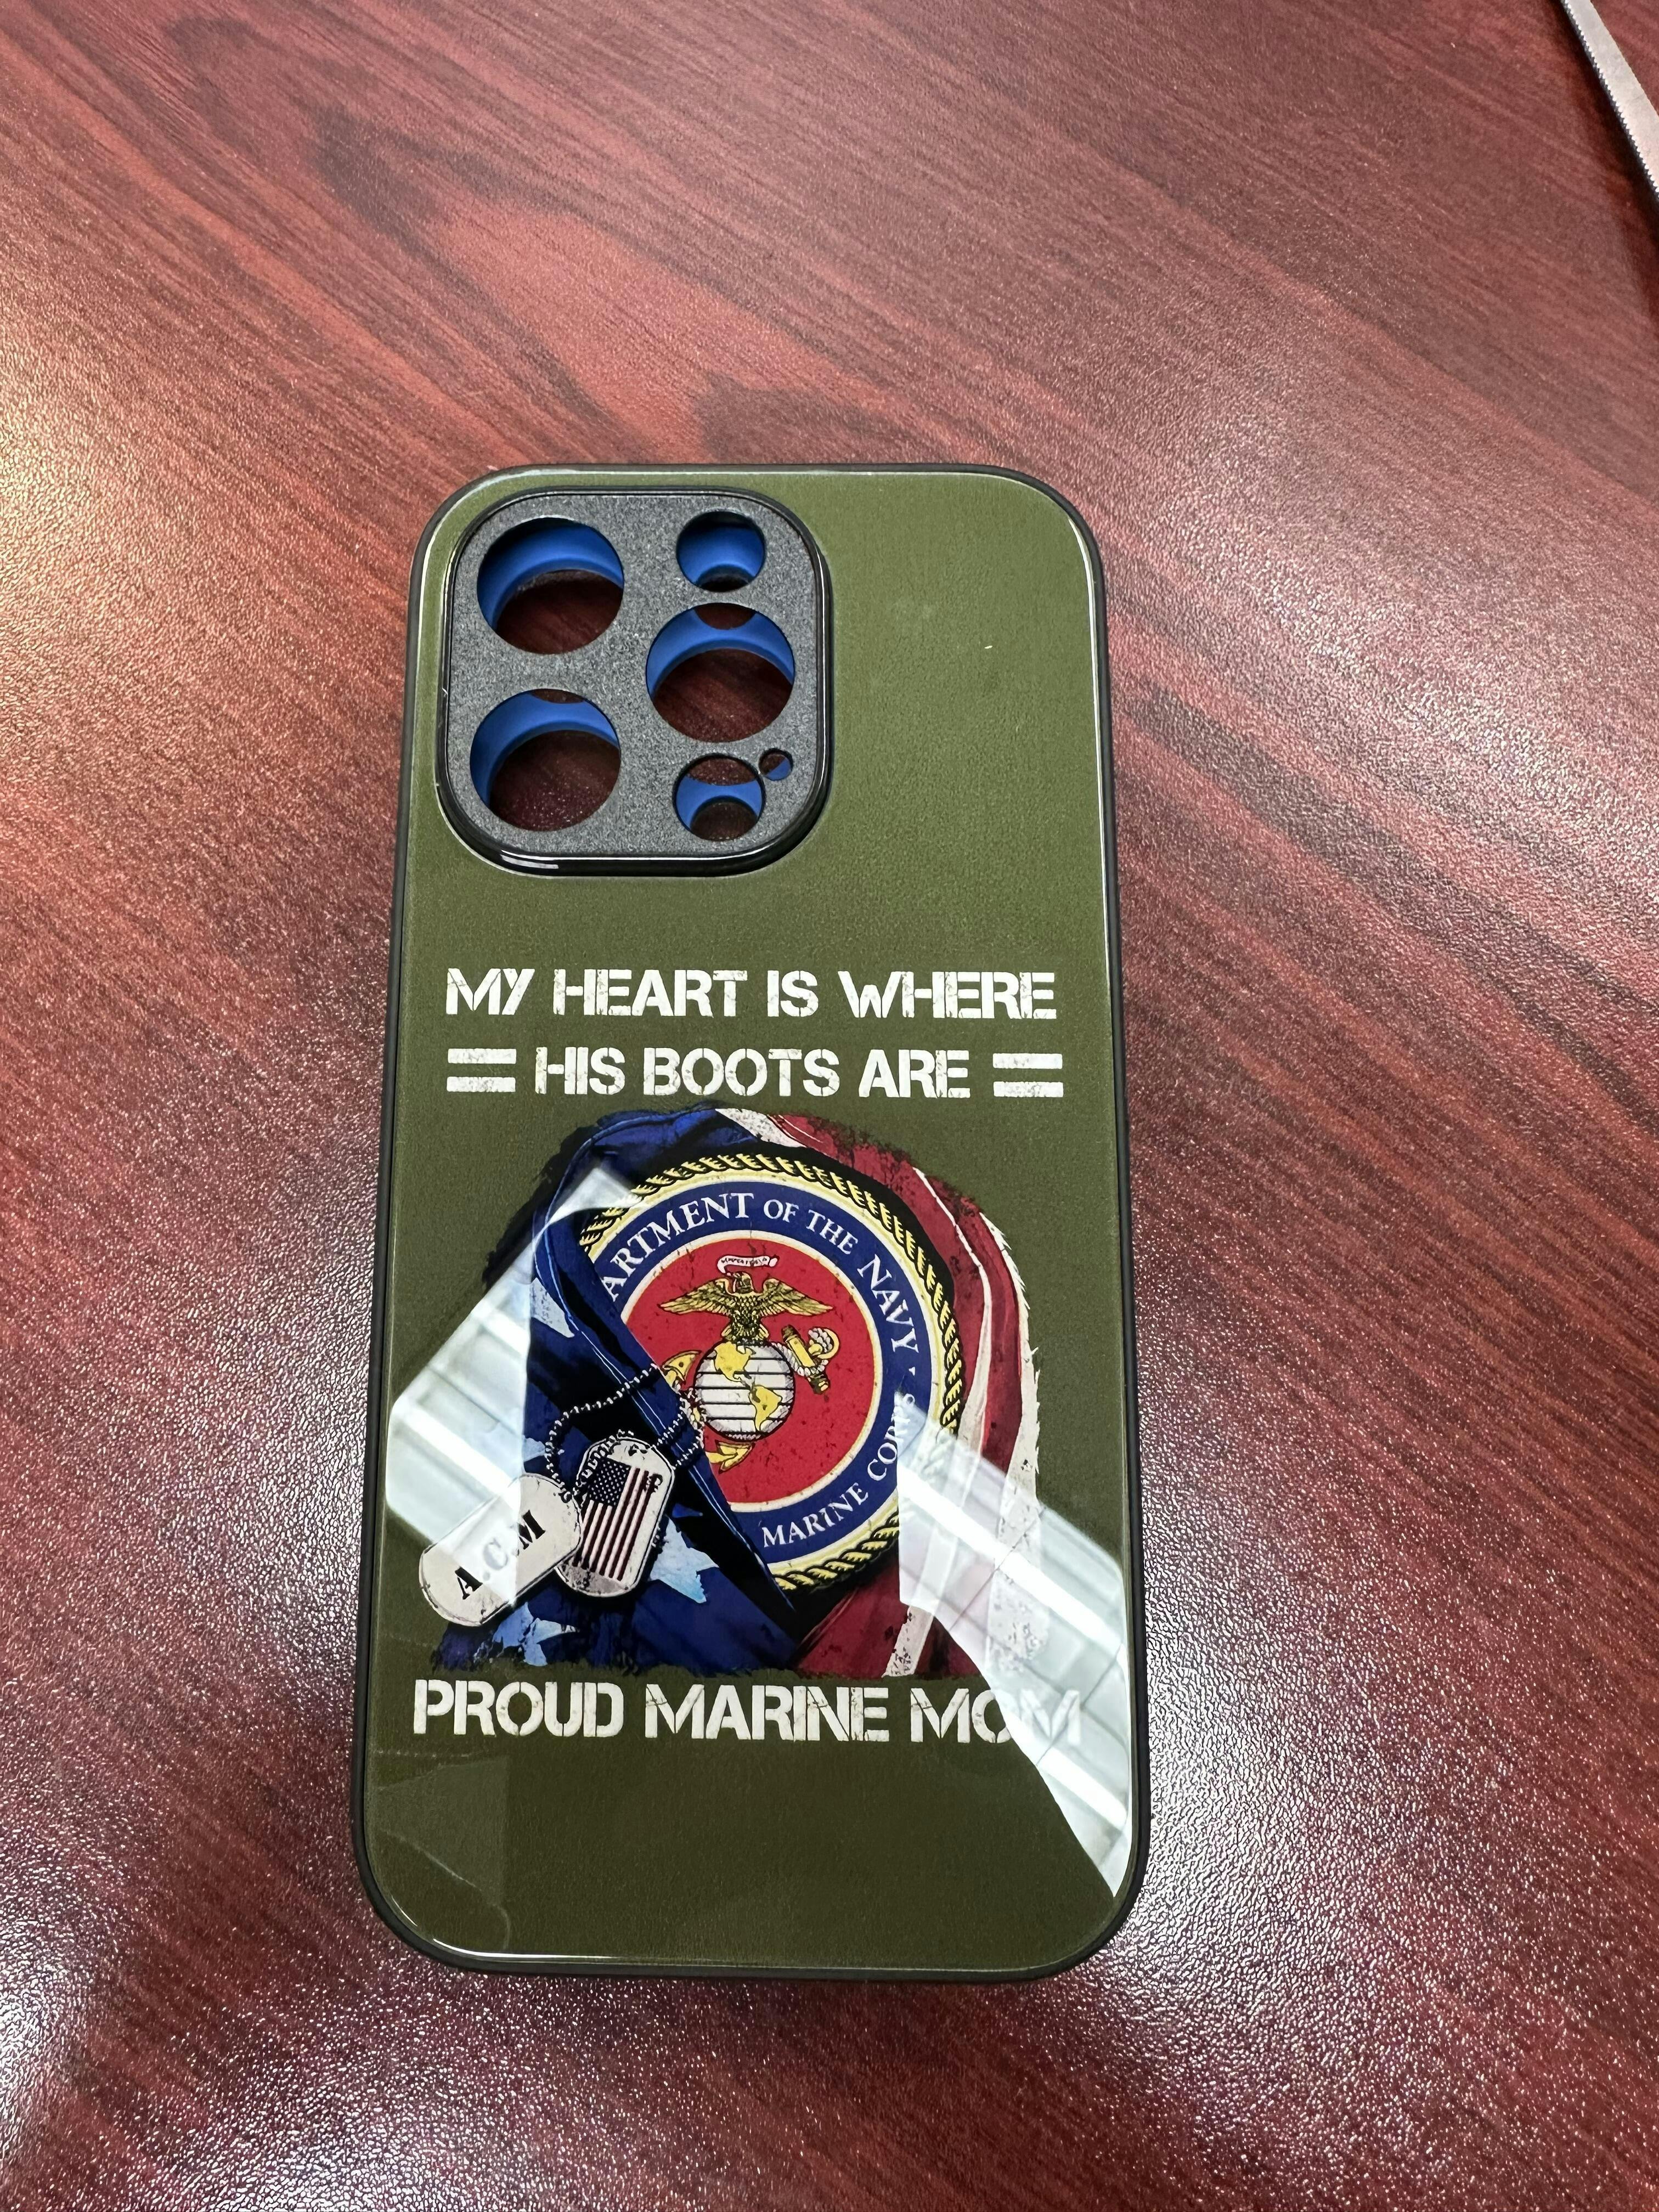 MY HEART IS WHERE
HIS BOOTS ARE
ARTMENT OF THE NAVY · MARINE CORPS
A.C.M
PROUD MARINE MOM